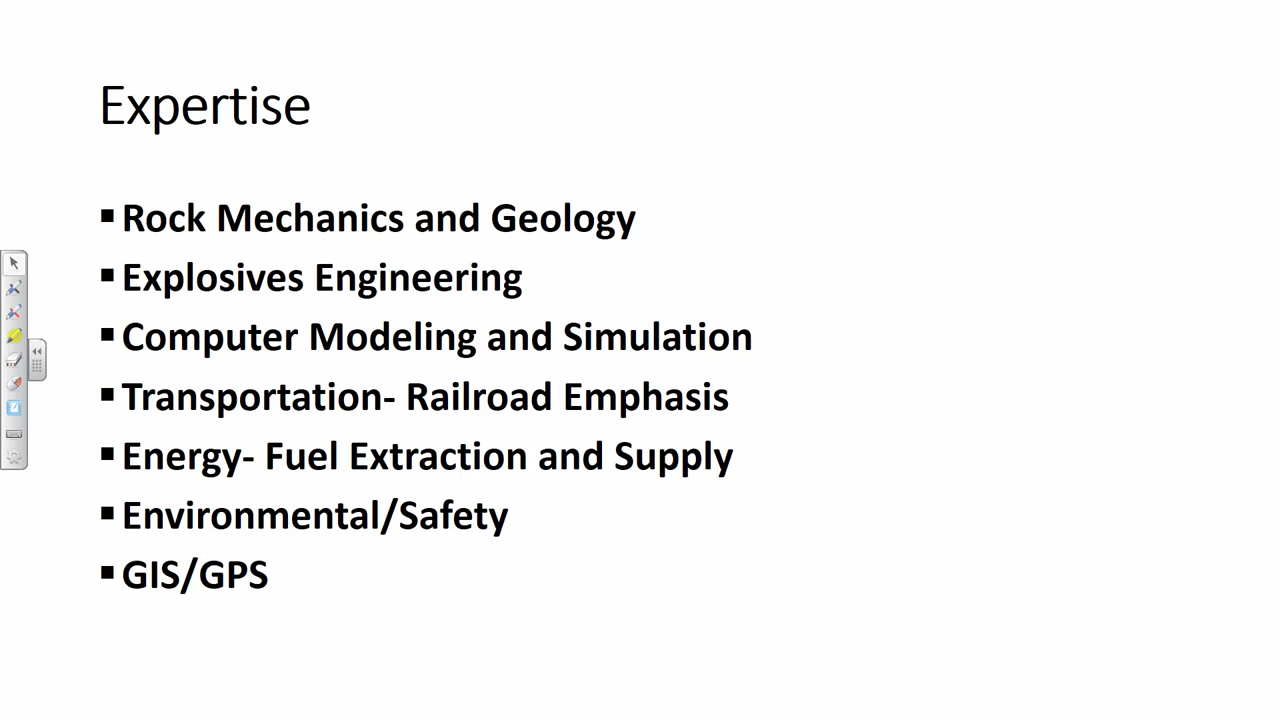 Expertise
▪Rock Mechanics and Geology
▪Explosives Engineering
▪Computer Modeling and Simulation
▪Transportation- Railroad Emphasis
▪Energy- Fuel Extraction and Supply
▪Environmental/Safety
▪GIS/GPS